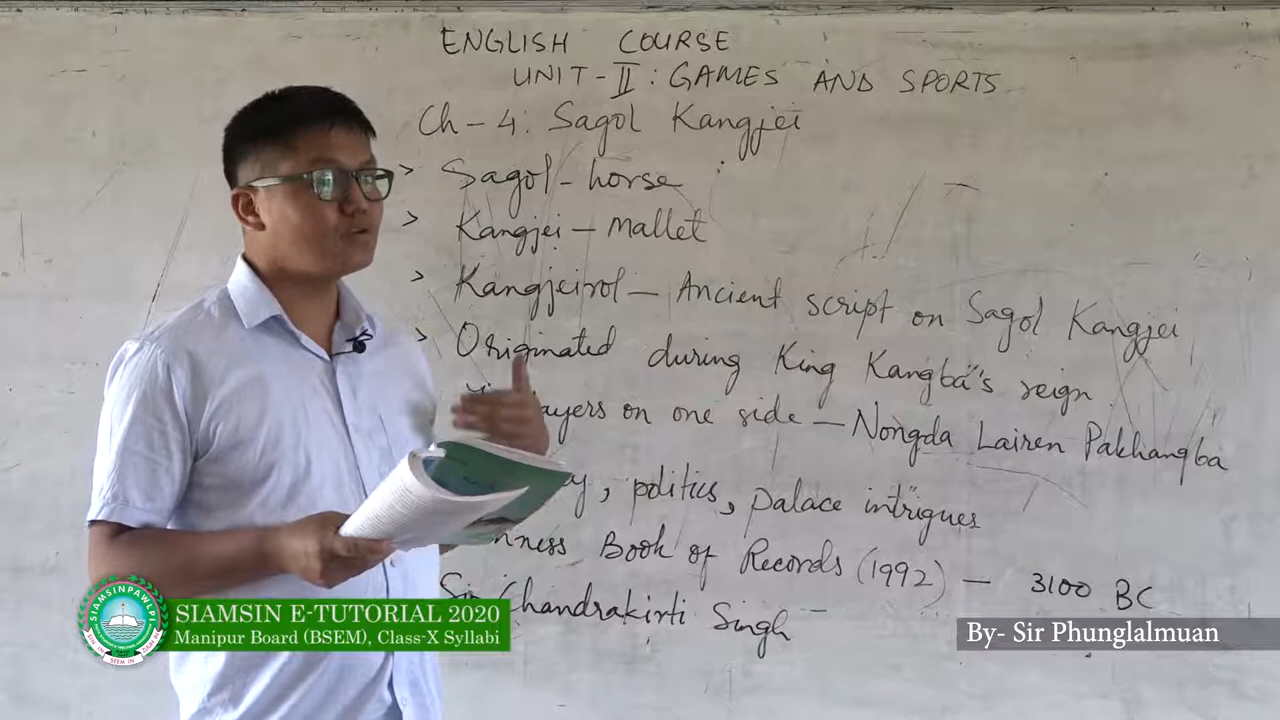 ENGLISH COURSE
UNIT-II: GAMES AND SPORTS
Ch-4: Sagol Kangjei
> Sagol-horse
> Kangjei-mallet
> Kangjeirol-Ancient script on Sagol Kangjei
> Originated during King Kangba's reign
on one side-Nongda Lairen Pakhangba
, politics, palace intrigues
Book of Records (1992) - 3100 BC
Sir Chandrakirti Singh
SIAMSINPAWLPI
SIAMSIN E-TUTORIAL 2020
Manipur Board (BSEM), Class-X Syllabi
By- Sir Phunglalmuan